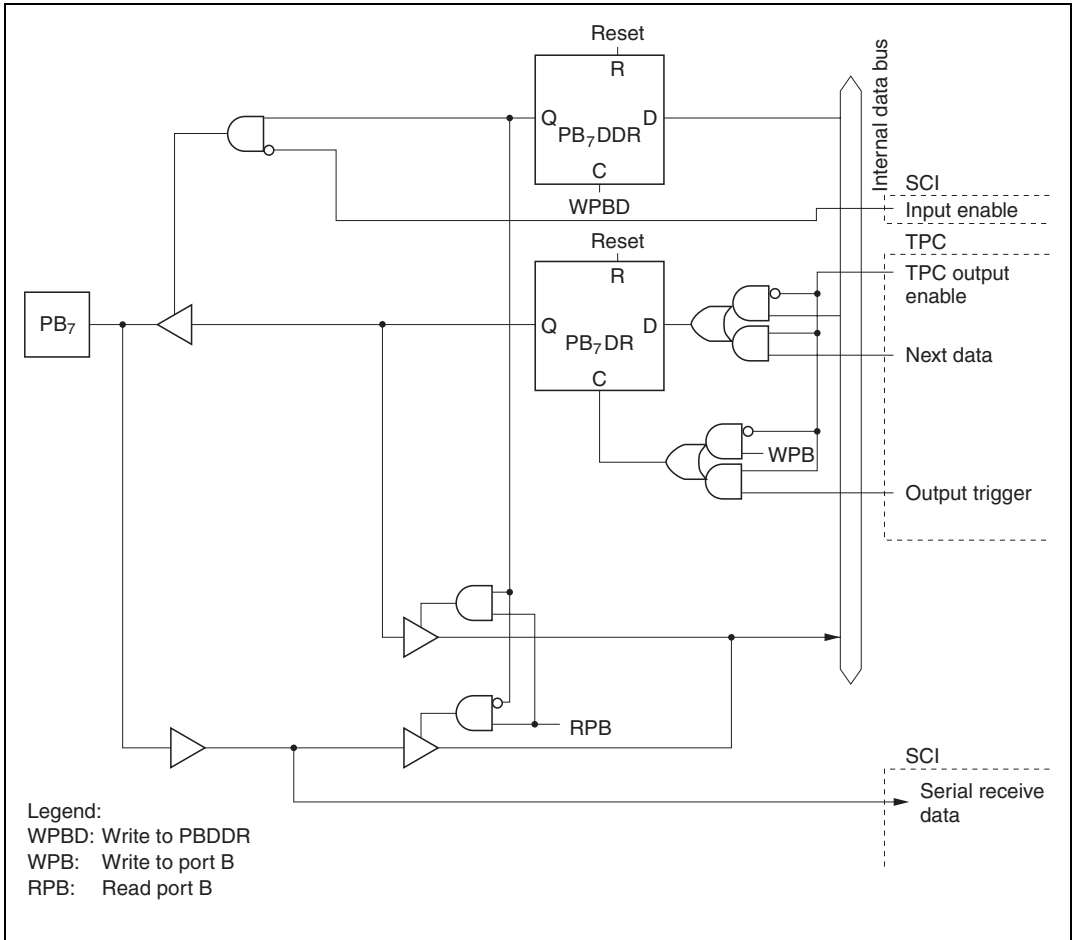 Reset
R
Q
D
PB7DDR
C
WPBD
Internal data bus
SCI
Input enable
TPC
Reset
R
TPC output
enable
PB7
Q
D
PB7DR
Next data
C
WPB
Output trigger
RPB
SCI
Serial receive
data
Legend:
WPBD: Write to PBDDR
WPB: Write to port B
RPB: Read port B